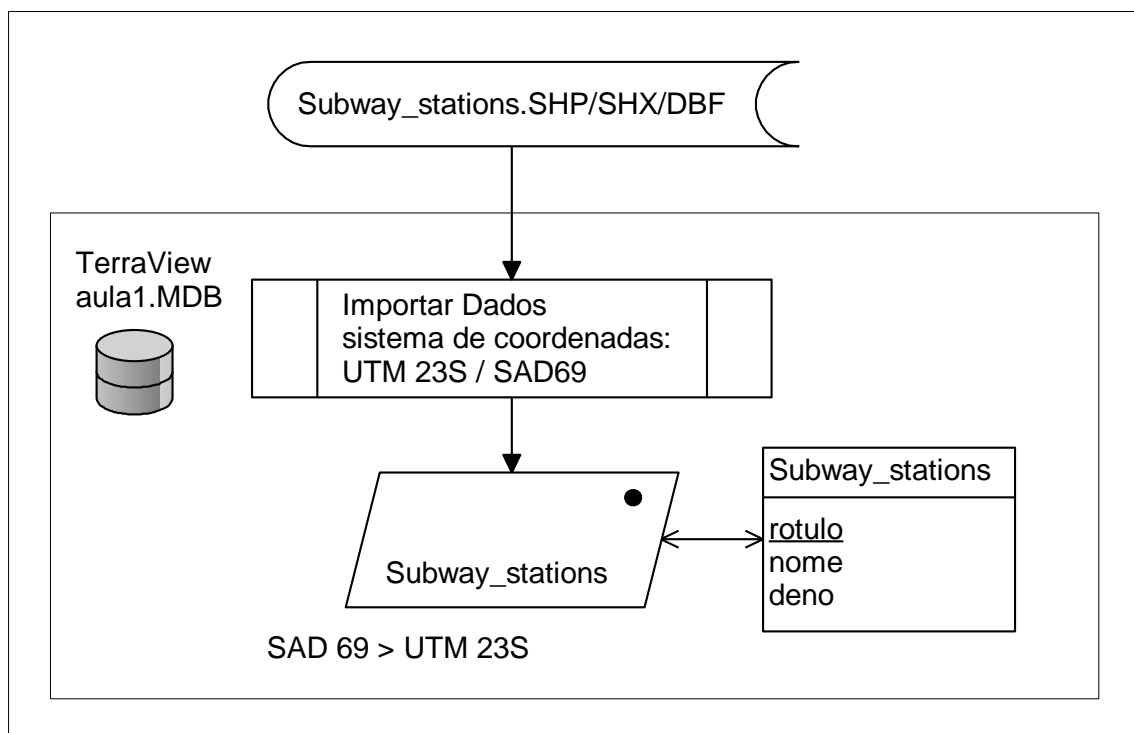 Subway_stations.SHP/SHX/DBF
TerraView
aula1.MDB
Importar Dados
sistema de coordenadas:
UTM 23S / SAD69
Subway_stations
Subway_stations
rotulo
nome
deno
SAD 69 > UTM 23S